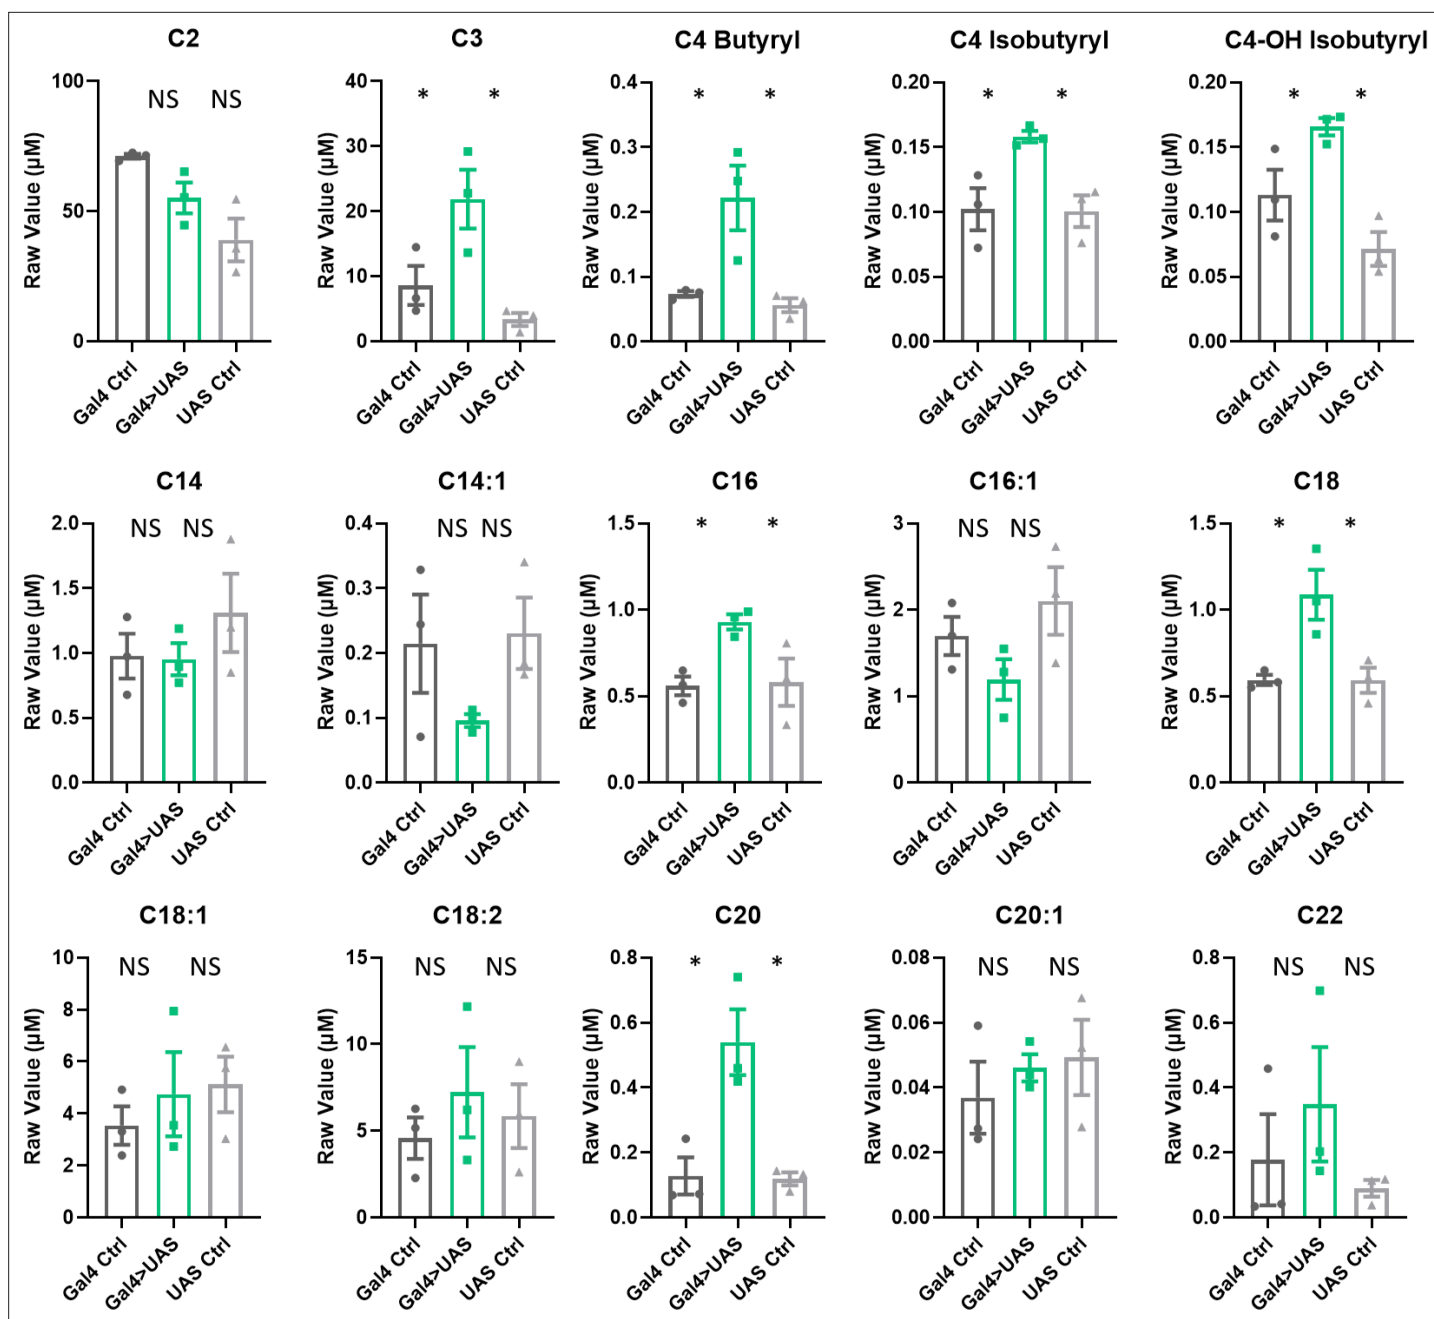 C2
C3
C4 Butyryl
C4 Isobutyryl
C4-OH Isobutyryl
Raw Value (µM)
100
50
0
NS NS
Gal4 Ctrl
Gal4>UAS
UAS Ctrl
Raw Value (µM)
40
30
20
10
0
* *
Gal4 Ctrl
Gal4>UAS
UAS Ctrl
Raw Value (µM)
0.4
0.3
0.2
0.1
0.0
* *
Gal4 Ctrl
Gal4>UAS
UAS Ctrl
Raw Value (µM)
0.20
0.15
0.10
0.05
0.00
* *
Gal4 Ctrl
Gal4>UAS
UAS Ctrl
Raw Value (µM)
0.20
0.15
0.10
0.05
0.00
* *
Gal4 Ctrl
Gal4>UAS
UAS Ctrl
C14
C14:1
C16
C16:1
C18
Raw Value (µM)
2.0
1.5
1.0
0.5
0.0
NS NS
Gal4 Ctrl
Gal4>UAS
UAS Ctrl
Raw Value (µM)
0.4
0.3
0.2
0.1
0.0
NS NS
Gal4 Ctrl
Gal4>UAS
UAS Ctrl
Raw Value (µM)
1.5
1.0
0.5
0.0
* *
Gal4 Ctrl
Gal4>UAS
UAS Ctrl
Raw Value (µM)
3
2
1
0
NS NS
Gal4 Ctrl
Gal4>UAS
UAS Ctrl
Raw Value (µM)
1.5
1.0
0.5
0.0
* *
Gal4 Ctrl
Gal4>UAS
UAS Ctrl
C18:1
C18:2
C20
C20:1
C22
Raw Value (µM)
10
8
6
4
2
0
NS NS
Gal4 Ctrl
Gal4>UAS
UAS Ctrl
Raw Value (µM)
15
10
5
0
NS NS
Gal4 Ctrl
Gal4>UAS
UAS Ctrl
Raw Value (µM)
0.8
0.6
0.4
0.2
0.0
* *
Gal4 Ctrl
Gal4>UAS
UAS Ctrl
Raw Value (µM)
0.08
0.06
0.04
0.02
0.00
NS NS
Gal4 Ctrl
Gal4>UAS
UAS Ctrl
Raw Value (µM)
0.8
0.6
0.4
0.2
0.0
NS NS
Gal4 Ctrl
Gal4>UAS
UAS Ctrl